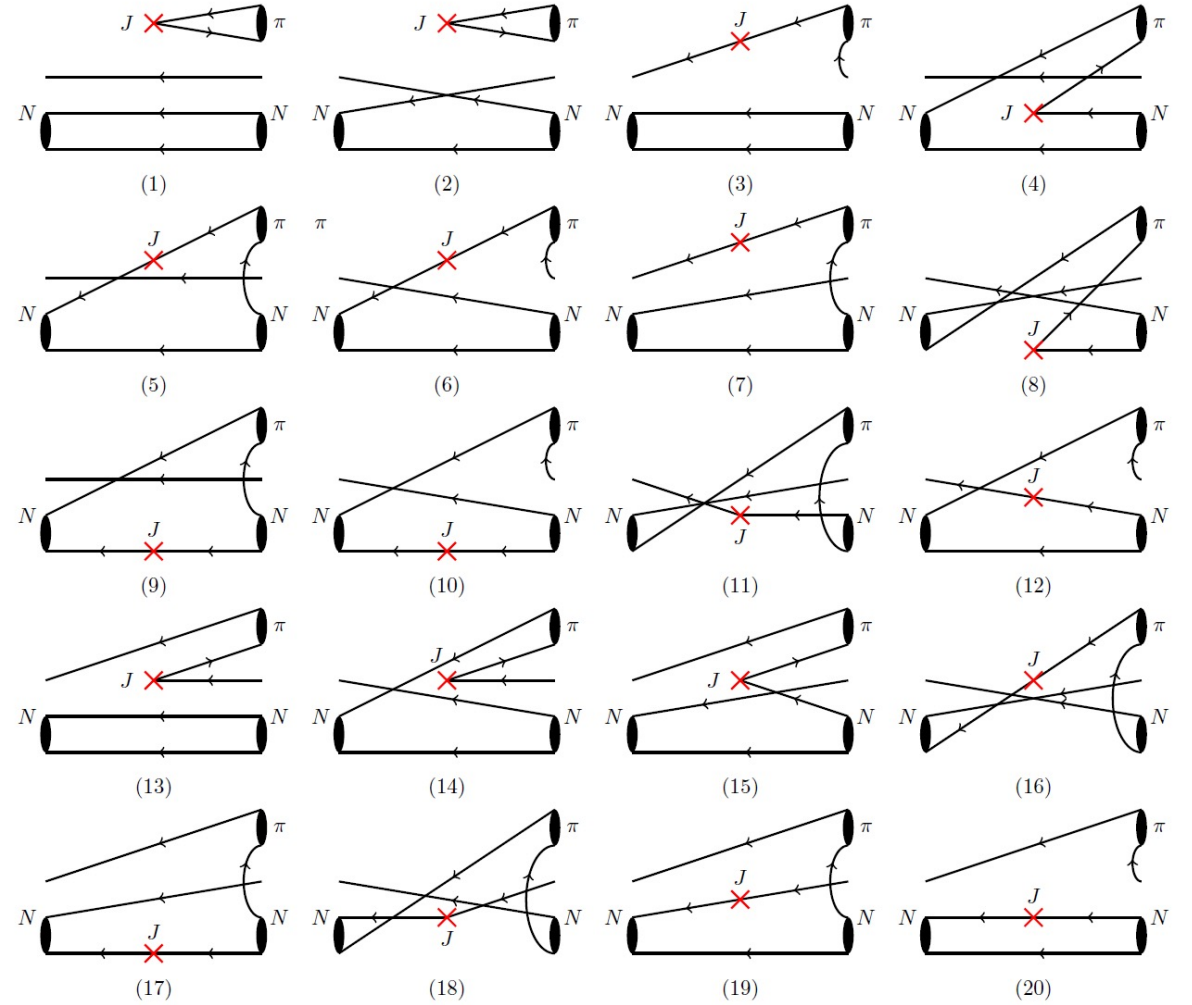 J π J π J π π
N N N N N N N J N
(1) (2) (3) (4)
π π π J π π
J J
N N N N N N N N
J
(5) (6) (7) (8)
π π π π
J
N N N N N N N N
J J J
(9) (10) (11) (12)
π π π π
J J
J J
N N N N N N N N
(13) (14) (15) (16)
π π π π
J
J
N N N N N N N N
J J
(17) (18) (19) (20)